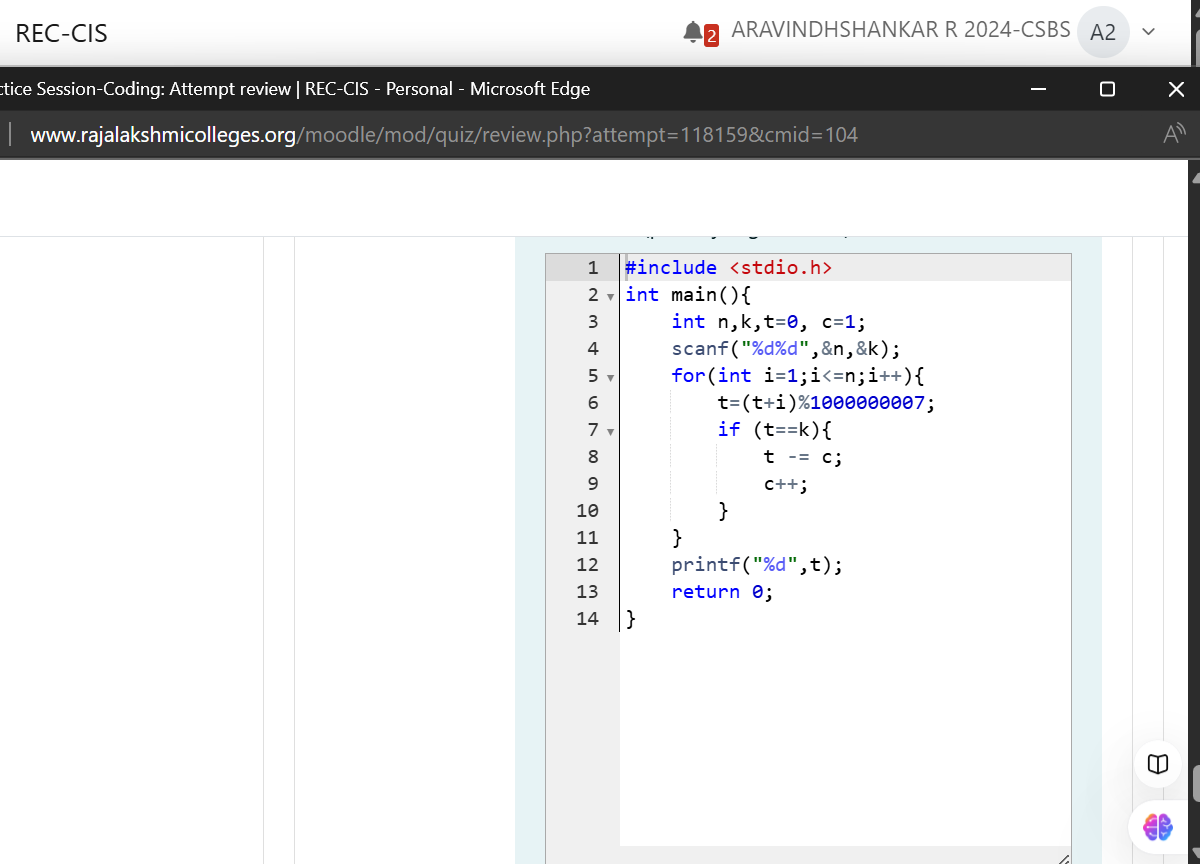 REC-CIS
2 ARAVINDHSHANKAR R 2024-CSBS A2
ctice Session-Coding: Attempt review | REC-CIS - Personal - Microsoft Edge
www.rajalakshmicolleges.org/moodle/mod/quiz/review.php?attempt=118159&cmid=104
1 #include <stdio.h>
2 int main(){
3     int n,k,t=0, c=1;
4     scanf("%d%d",&n,&k);
5     for(int i=1;i<=n;i++){
6         t=(t+i)%1000000007;
7         if (t==k){
8             t -= c;
9             c++;
10         }
11     }
12     printf("%d",t);
13     return 0;
14 }